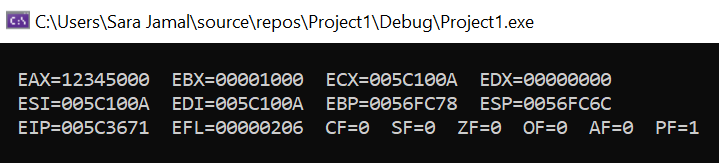 C:\Users\Sara Jamal\source\repos\Project1\Debug\Project1.exe
EAX=12345000  EBX=00001000  ECX=005C100A  EDX=00000000
ESI=005C100A  EDI=005C100A  EBP=0056FC78  ESP=0056FC6C
EIP=005C3671  EFL=00000206  CF=0  SF=0  ZF=0  OF=0  AF=0  PF=1